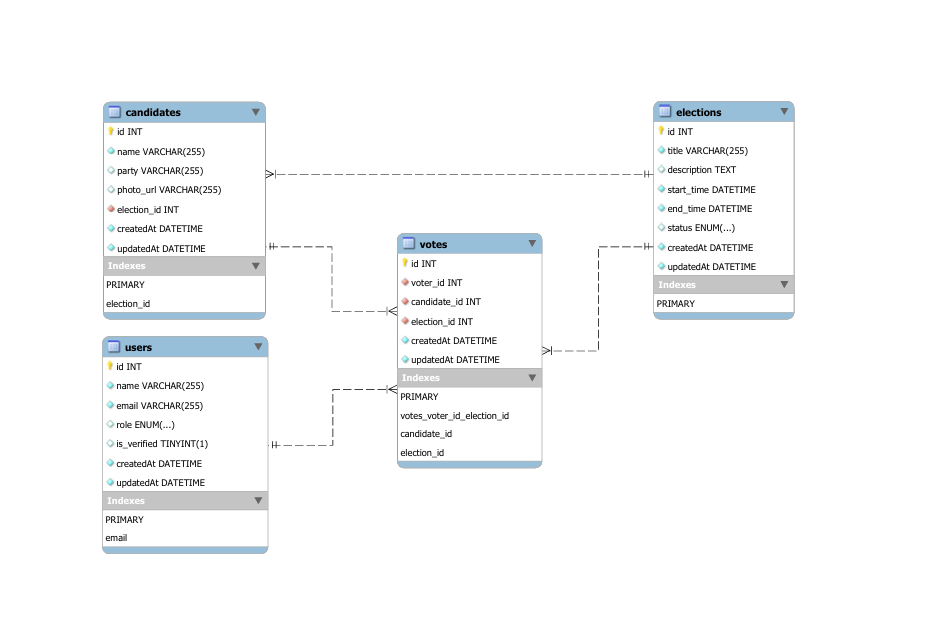 candidates
id INT
name VARCHAR(255)
party VARCHAR(255)
photo_url VARCHAR(255)
election_id INT
createdAt DATETIME
updatedAt DATETIME
Indexes
PRIMARY
election_id
elections
id INT
title VARCHAR(255)
description TEXT
start_time DATETIME
end_time DATETIME
status ENUM(...)
createdAt DATETIME
updatedAt DATETIME
Indexes
PRIMARY
votes
id INT
voter_id INT
candidate_id INT
election_id INT
createdAt DATETIME
updatedAt DATETIME
Indexes
PRIMARY
votes_voter_id_election_id
candidate_id
election_id
users
id INT
name VARCHAR(255)
email VARCHAR(255)
role ENUM(...)
is_verified TINYINT(1)
createdAt DATETIME
updatedAt DATETIME
Indexes
PRIMARY
email